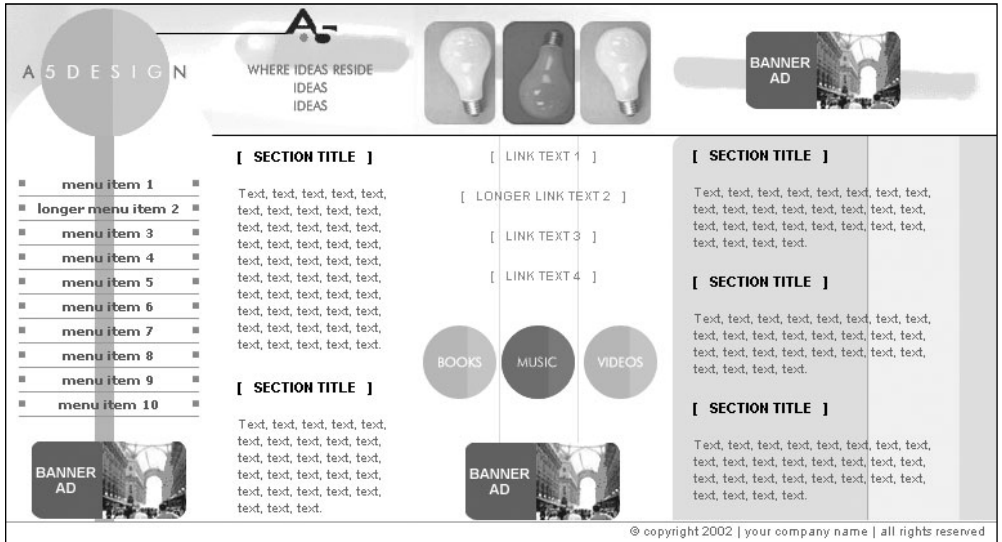 A5DESIGN
A5
WHERE IDEAS RESIDE
IDEAS
IDEAS
BANNER
AD
menu item 1
longer menu item 2
menu item 3
menu item 4
menu item 5
menu item 6
menu item 7
menu item 8
menu item 9
menu item 10
BANNER
AD
[ SECTION TITLE ]
Text, text, text, text, text,
text, text, text, text, text,
text, text, text, text, text,
text, text, text, text, text,
text, text, text, text, text,
text, text, text, text, text,
text, text, text, text, text,
text, text, text, text, text,
text, text, text, text, text,
text, text, text, text, text.
[ SECTION TITLE ]
Text, text, text, text, text,
text, text, text, text, text,
text, text, text, text, text,
text, text, text, text, text,
text, text, text, text, text,
text, text, text.
[ LINK TEXT 1 ]
[ LONGER LINK TEXT 2 ]
[ LINK TEXT 3 ]
[ LINK TEXT 4 ]
BOOKS
MUSIC
VIDEOS
BANNER
AD
[ SECTION TITLE ]
Text, text, text, text, text, text, text, text,
text, text, text, text, text, text, text, text,
text, text, text, text, text, text, text, text,
text, text, text, text.
[ SECTION TITLE ]
Text, text, text, text, text, text, text, text,
text, text, text, text, text, text, text, text,
text, text, text, text, text, text, text, text,
text, text, text, text.
[ SECTION TITLE ]
Text, text, text, text, text, text, text, text,
text, text, text, text, text, text, text, text,
text, text, text, text, text, text, text, text,
text, text, text, text.
© copyright 2002 | your company name | all rights reserved